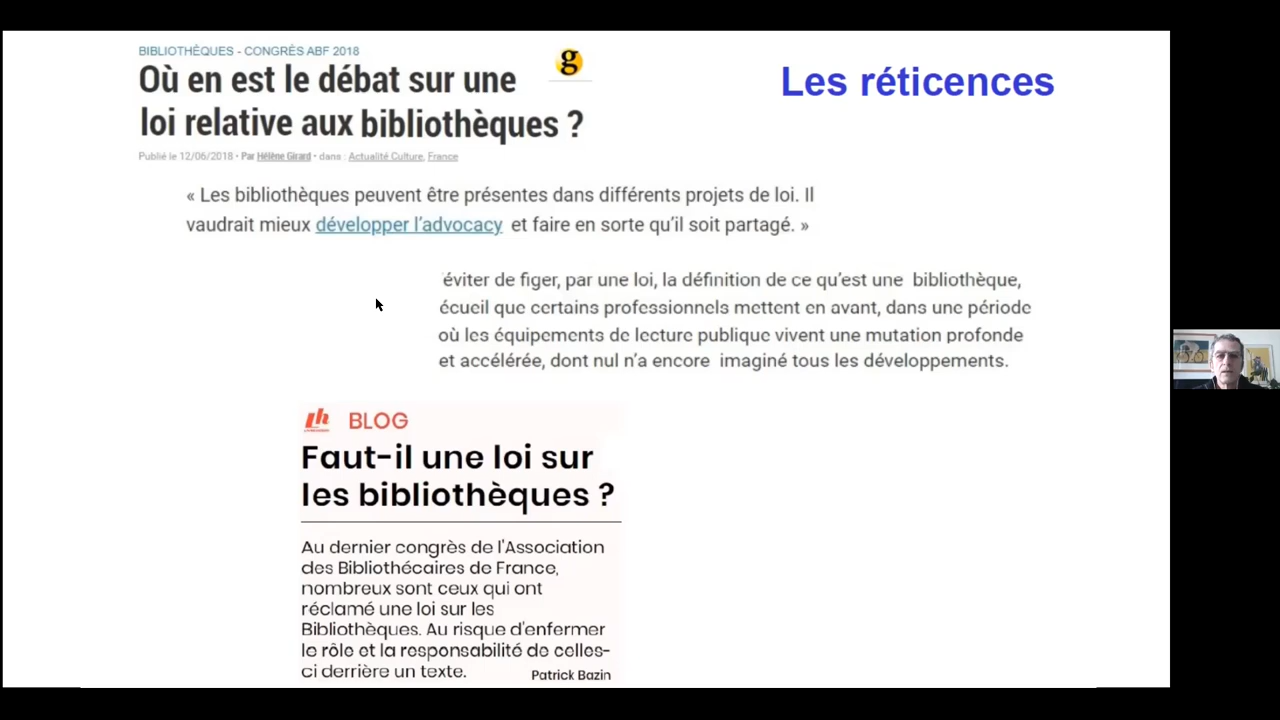 BIBLIOTHÈQUES - CONGRÈS ABF 2018
Où en est le débat sur une
loi relative aux bibliothèques ?
g
Les réticences
Publié le 12/06/2018 • Par Hélène Girard • dans : Actualité Culture, France
« Les bibliothèques peuvent être présentes dans différents projets de loi. Il
vaudrait mieux développer l'advocacy et faire en sorte qu'il soit partagé. »
éviter de figer, par une loi, la définition de ce qu'est une bibliothèque,
écueil que certains professionnels mettent en avant, dans une période
où les équipements de lecture publique vivent une mutation profonde
et accélérée, dont nul n'a encore imaginé tous les développements.
lh BLOG
Faut-il une loi sur
les bibliothèques ?
Au dernier congrès de l'Association
des Bibliothécaires de France,
nombreux sont ceux qui ont
réclamé une loi sur les
Bibliothèques. Au risque d'enfermer
le rôle et la responsabilité de celles-
ci derrière un texte.
Patrick Bazin